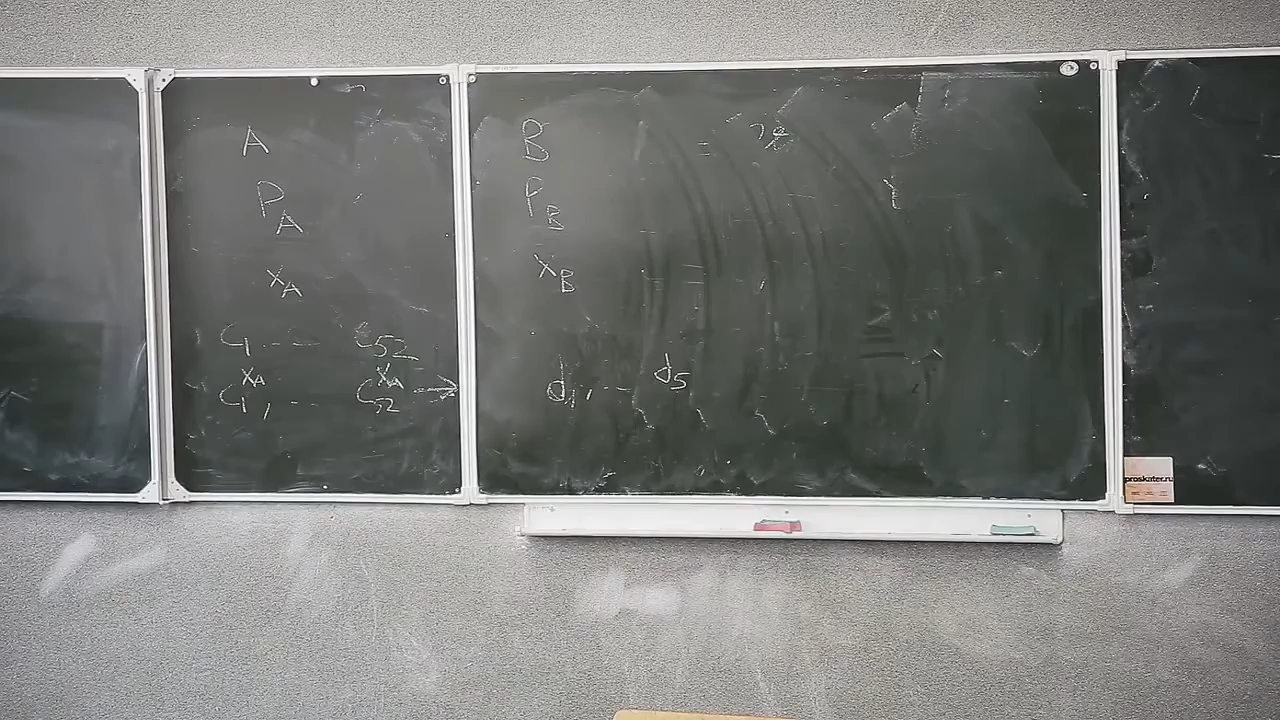 A
P_A
x_A
C_1 - - C_52
C_1^{x_A}, - - C_52^{x_A} →
B
P_B
x_B
d_1, - - d_5
=
proskater.ru